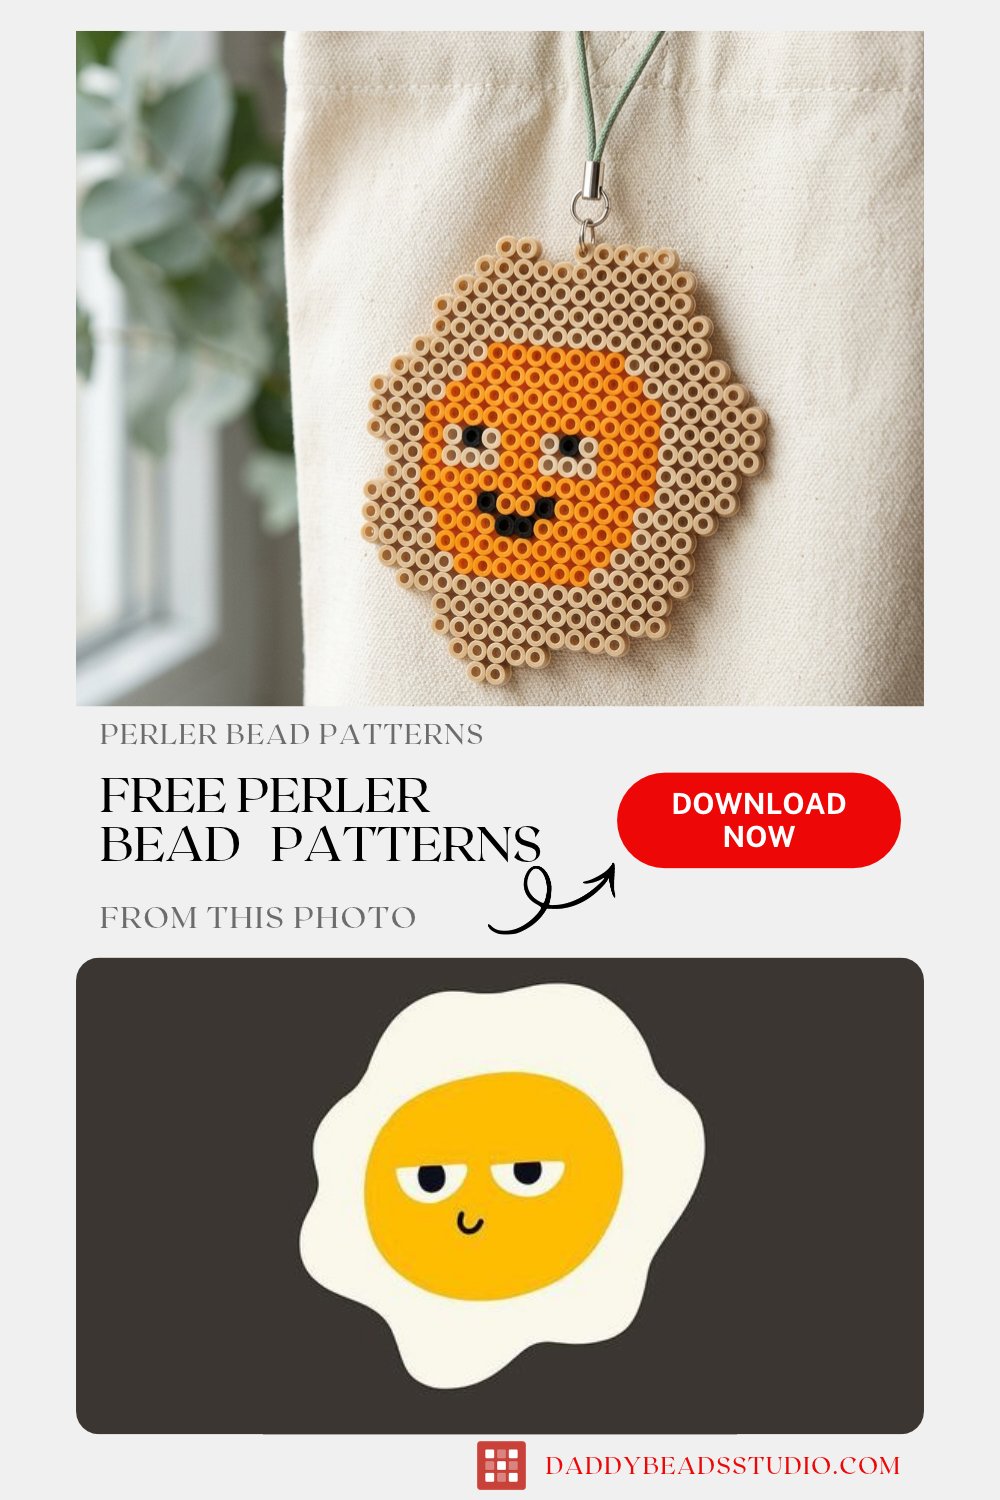 PERLER BEAD PATTERNS
FREE PERLER
BEAD PATTERNS
DOWNLOAD
NOW
FROM THIS PHOTO
DADDYBEADSSTUDIO.COM